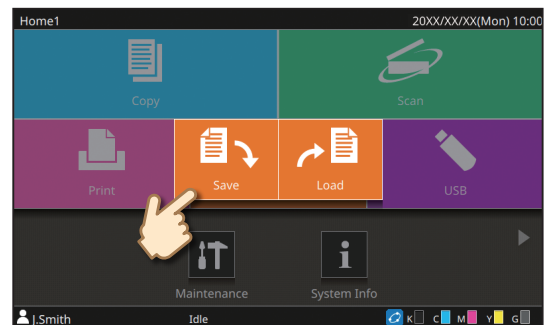 Home1 20XX/XX/XX(Mon) 10:00
Copy Scan
Print Save Load USB
Maintenance System Info
J.Smith Idle K C M Y G